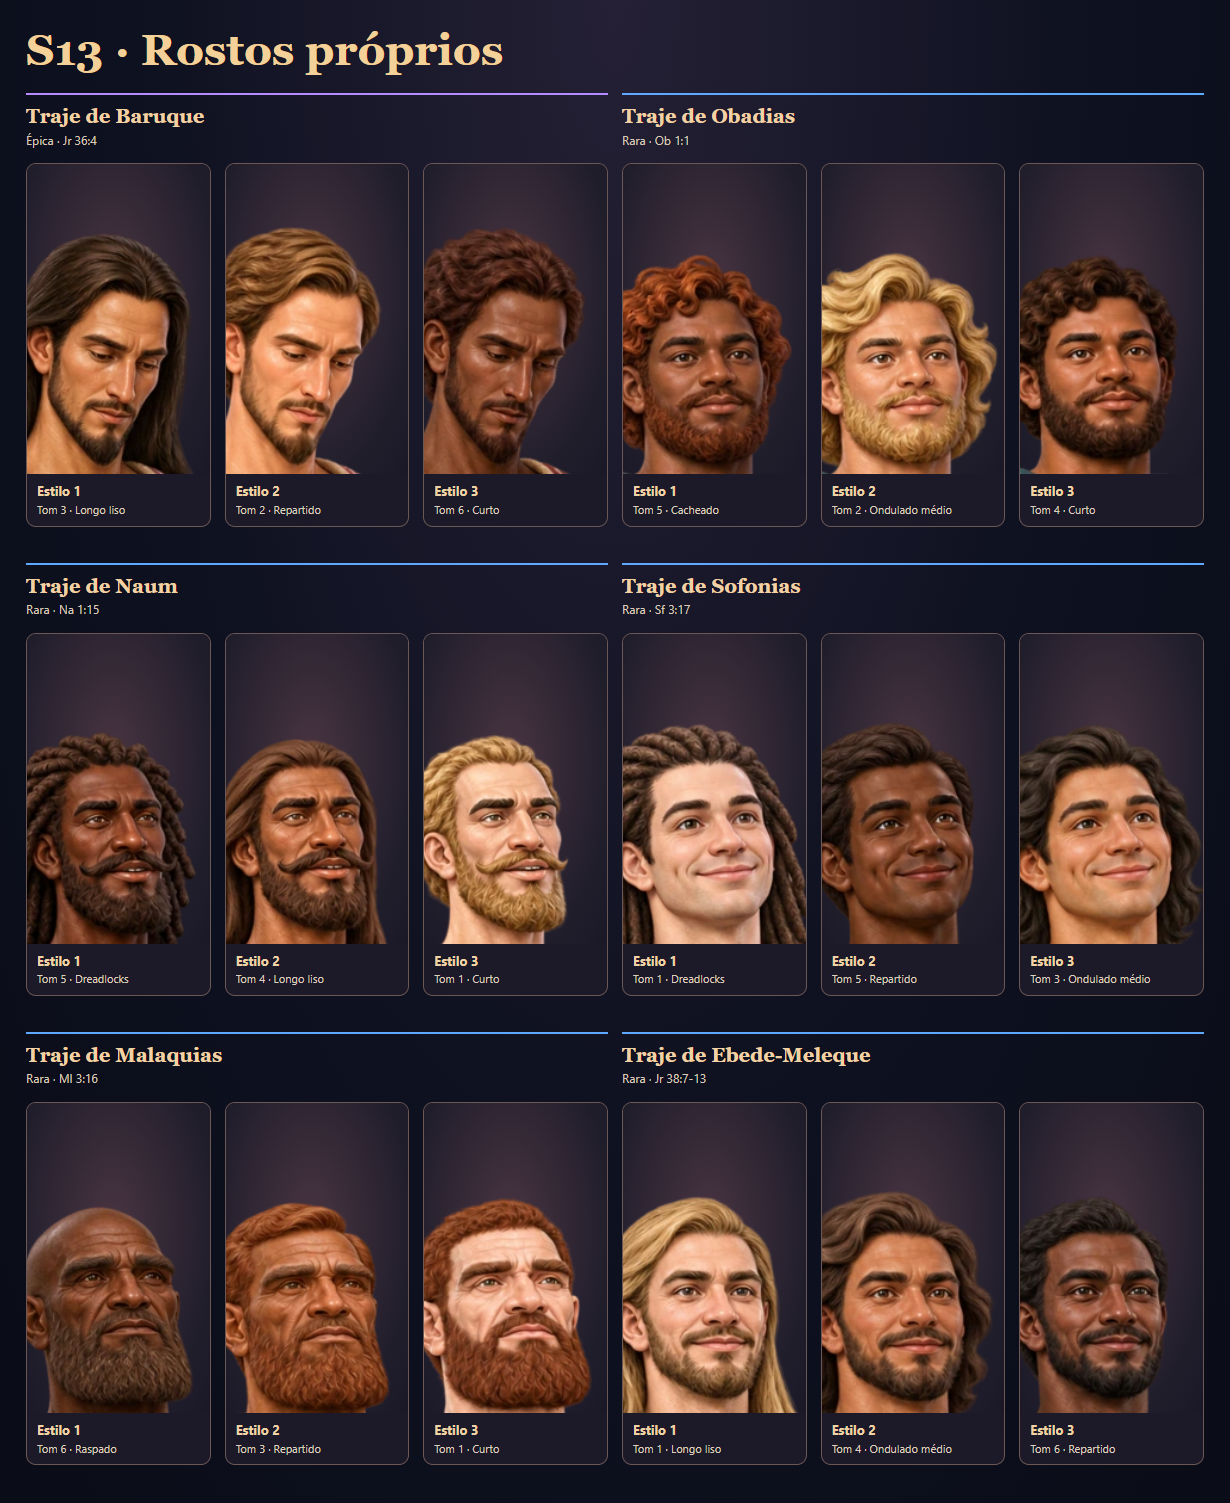 S13 · Rostos próprios
Traje de Baruque
Épica · Jr 36:4
Estilo 1
Tom 3 · Longo liso
Estilo 2
Tom 2 · Repartido
Estilo 3
Tom 6 · Curto
Traje de Obadias
Rara · Ob 1:1
Estilo 1
Tom 5 · Cacheado
Estilo 2
Tom 2 · Ondulado médio
Estilo 3
Tom 4 · Curto
Traje de Naum
Rara · Na 1:15
Estilo 1
Tom 5 · Dreadlocks
Estilo 2
Tom 4 · Longo liso
Estilo 3
Tom 1 · Curto
Traje de Sofonias
Rara · Sf 3:17
Estilo 1
Tom 1 · Dreadlocks
Estilo 2
Tom 5 · Repartido
Estilo 3
Tom 3 · Ondulado médio
Traje de Malaquias
Rara · Ml 3:16
Estilo 1
Tom 6 · Raspado
Estilo 2
Tom 3 · Repartido
Estilo 3
Tom 1 · Curto
Traje de Ebede-Meleque
Rara · Jr 38:7-13
Estilo 1
Tom 1 · Longo liso
Estilo 2
Tom 4 · Ondulado médio
Estilo 3
Tom 6 · Repartido